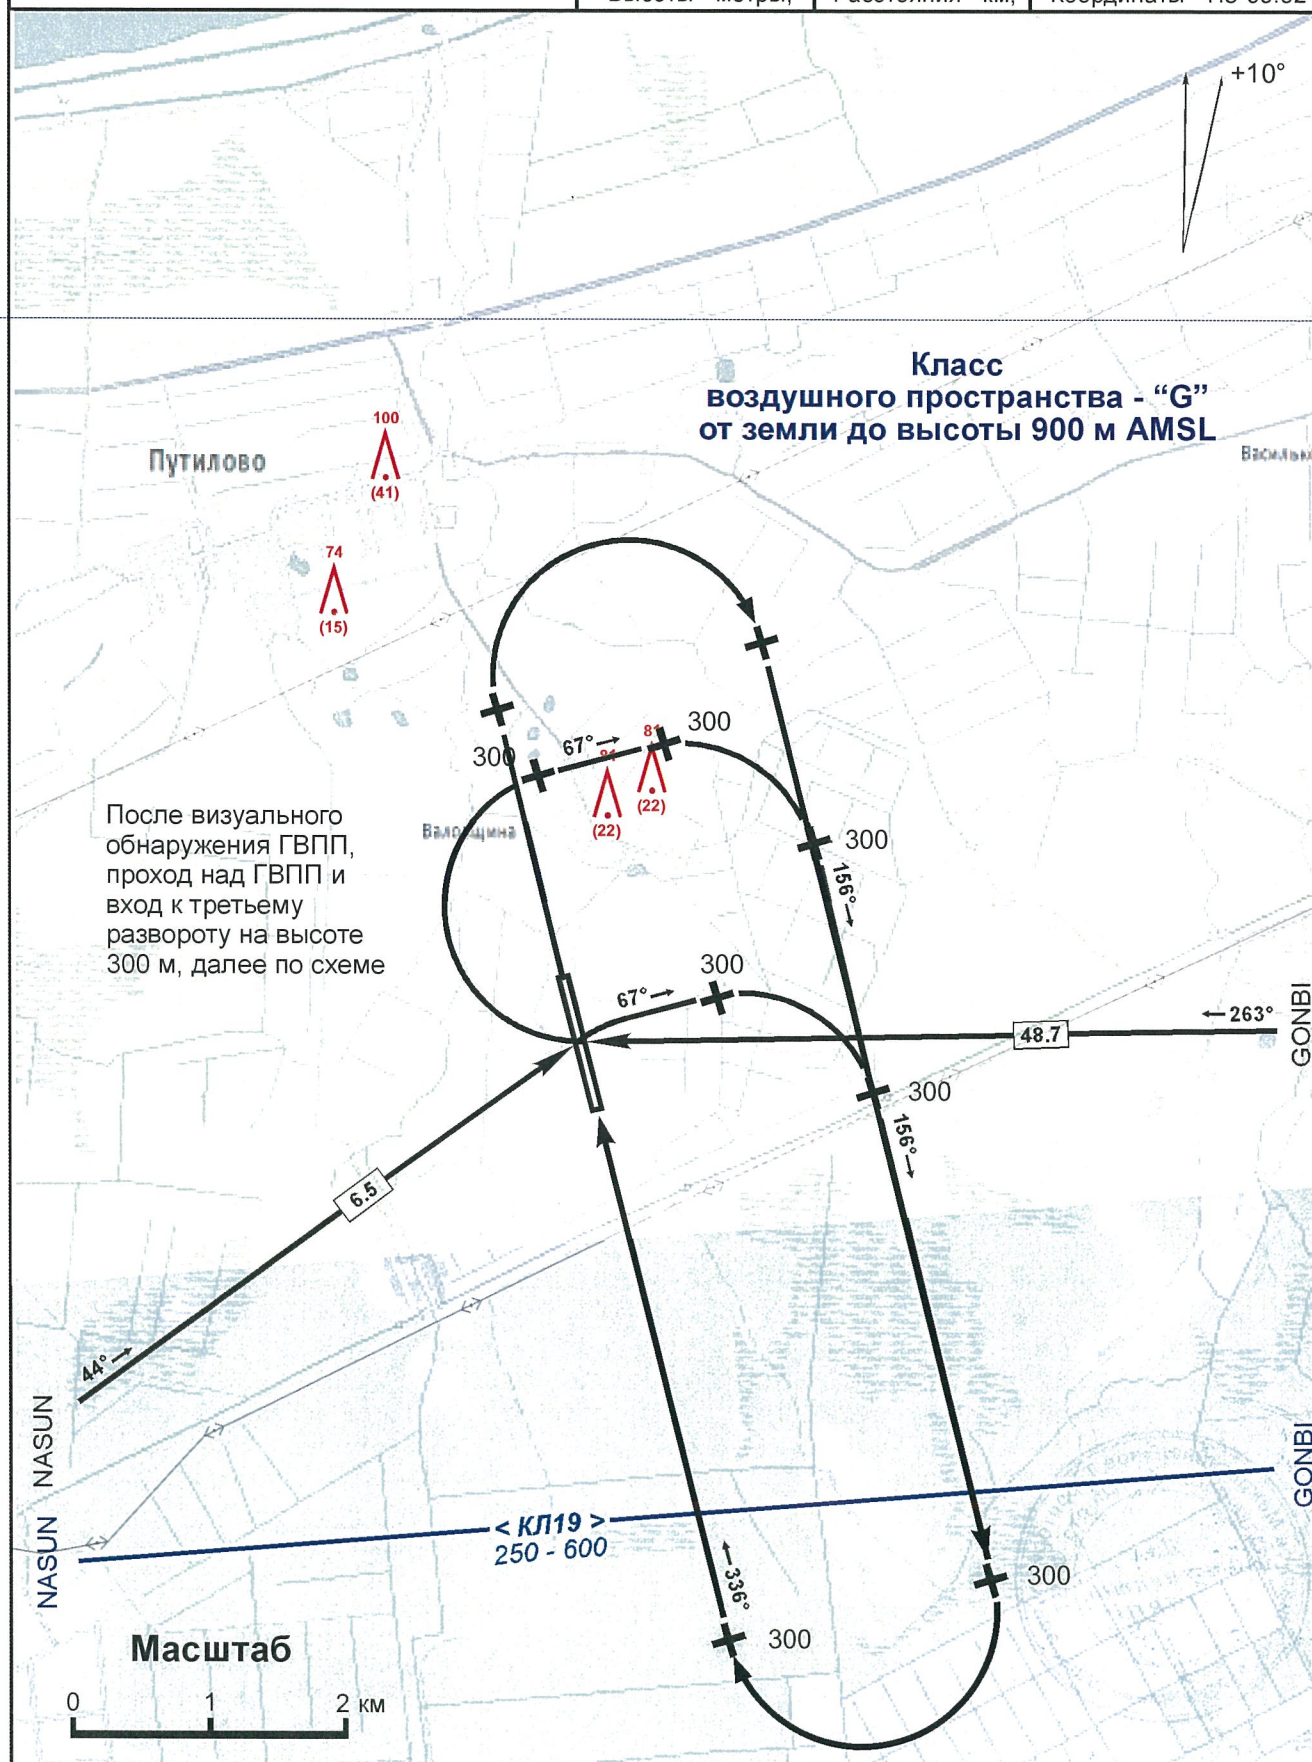 +10°
Класс
воздушного пространства - “G”
от земли до высоты 900 м AMSL
100
(41)
Путилово
74
(15)
300
81
300
67°→
(22)
(22)
После визуального
обнаружения ГВПП,
проход над ГВПП и
вход к третьему
развороту на высоте
300 м, далее по схеме
300
156°→
300
67°→
←263°
48.7
GONBI
300
156°→
6.5
44°→
NASUN
GONBI
< КЛ19 >
250 - 600
NASUN
←336°
300
300
Масштаб
0 1 2 км